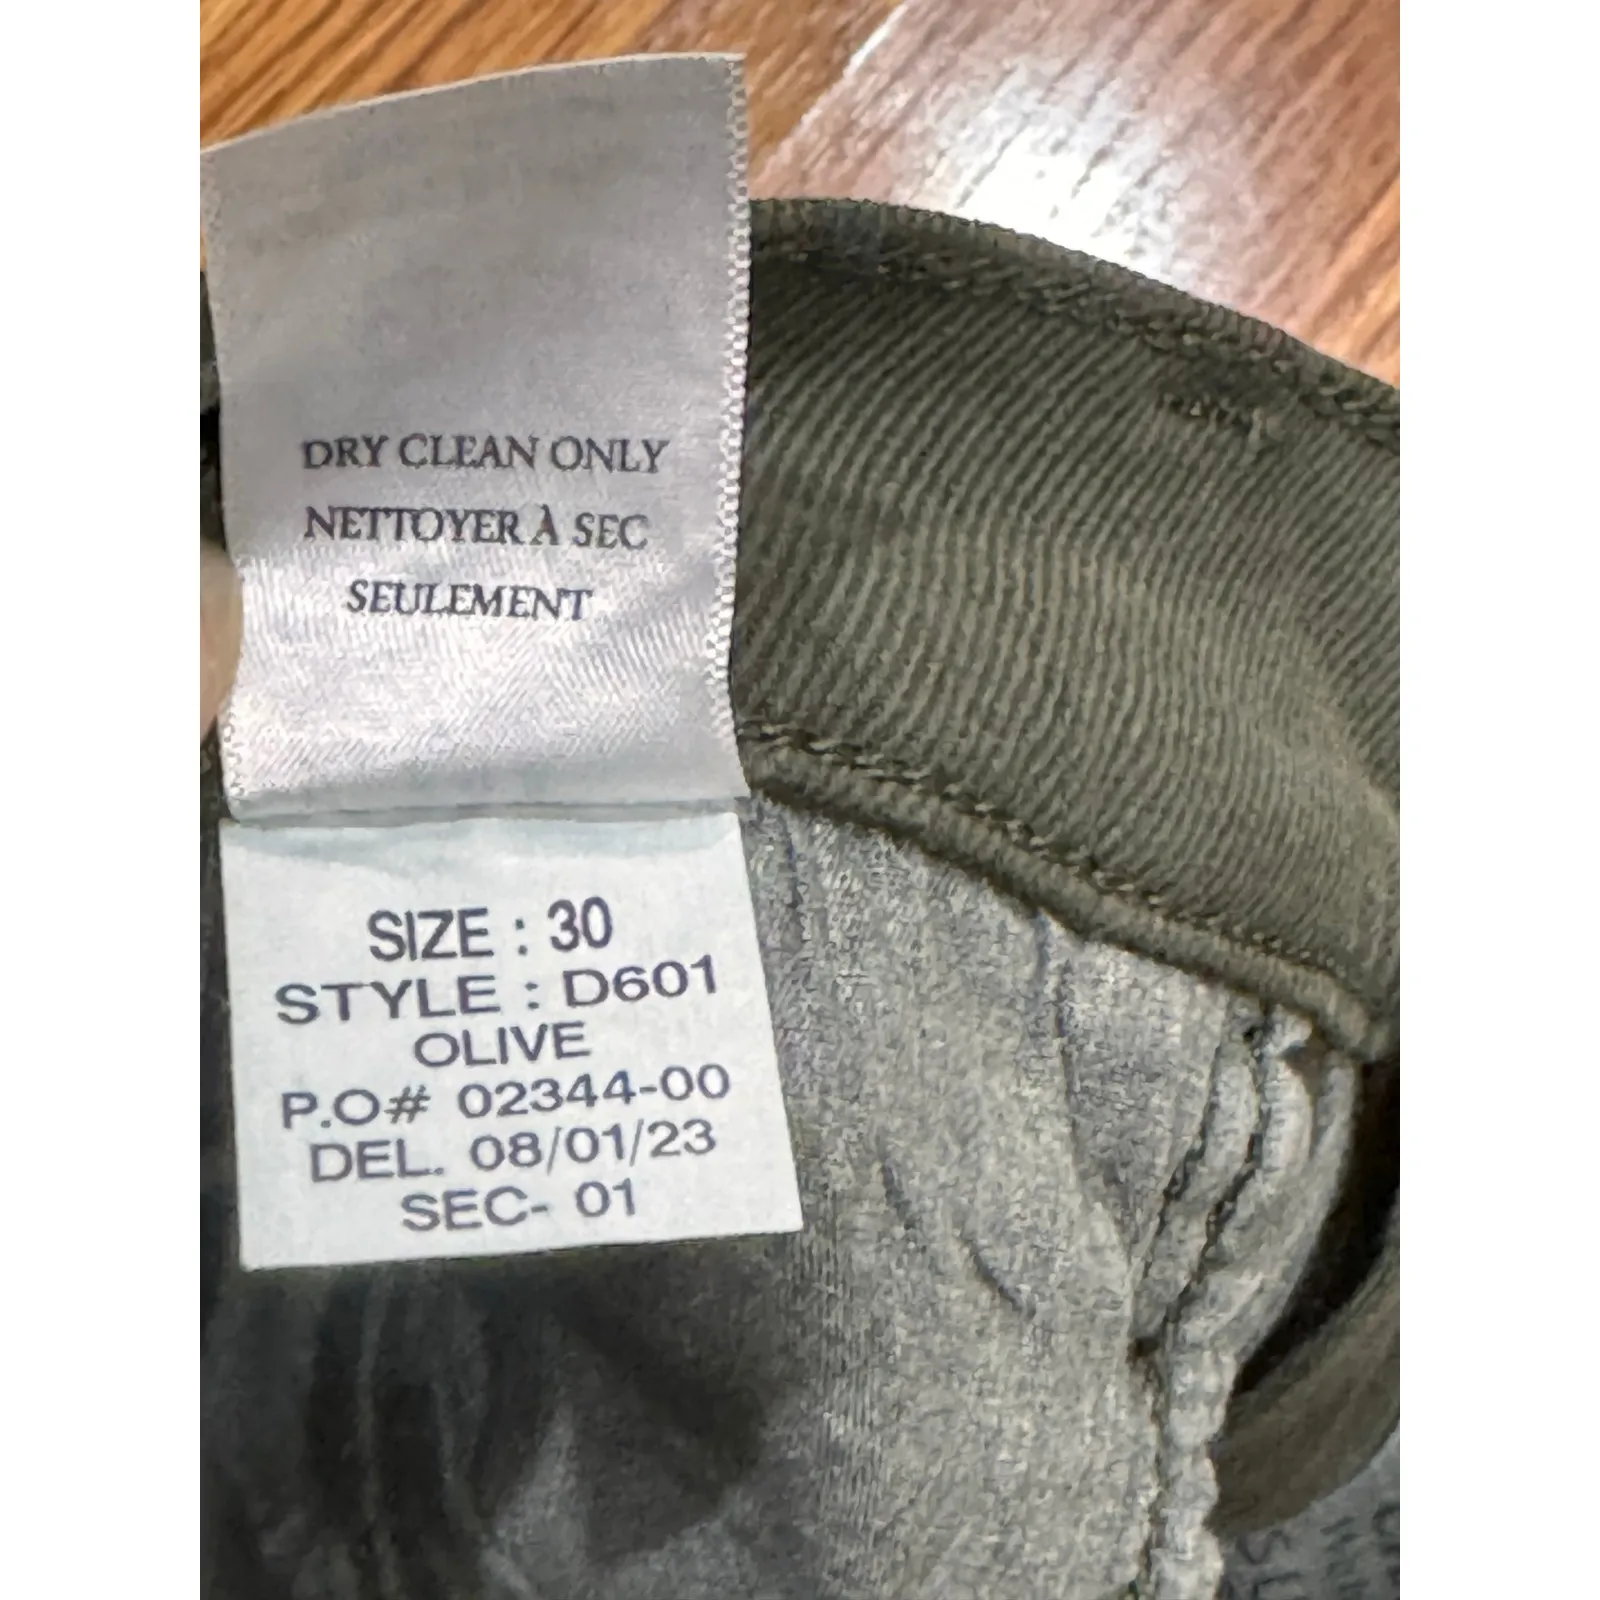 DRY CLEAN ONLY
NETTOYER À SEC
SEULEMENT
SIZE : 30
STYLE : D601
OLIVE
P.O# 02344-00
DEL. 08/01/23
SEC- 01